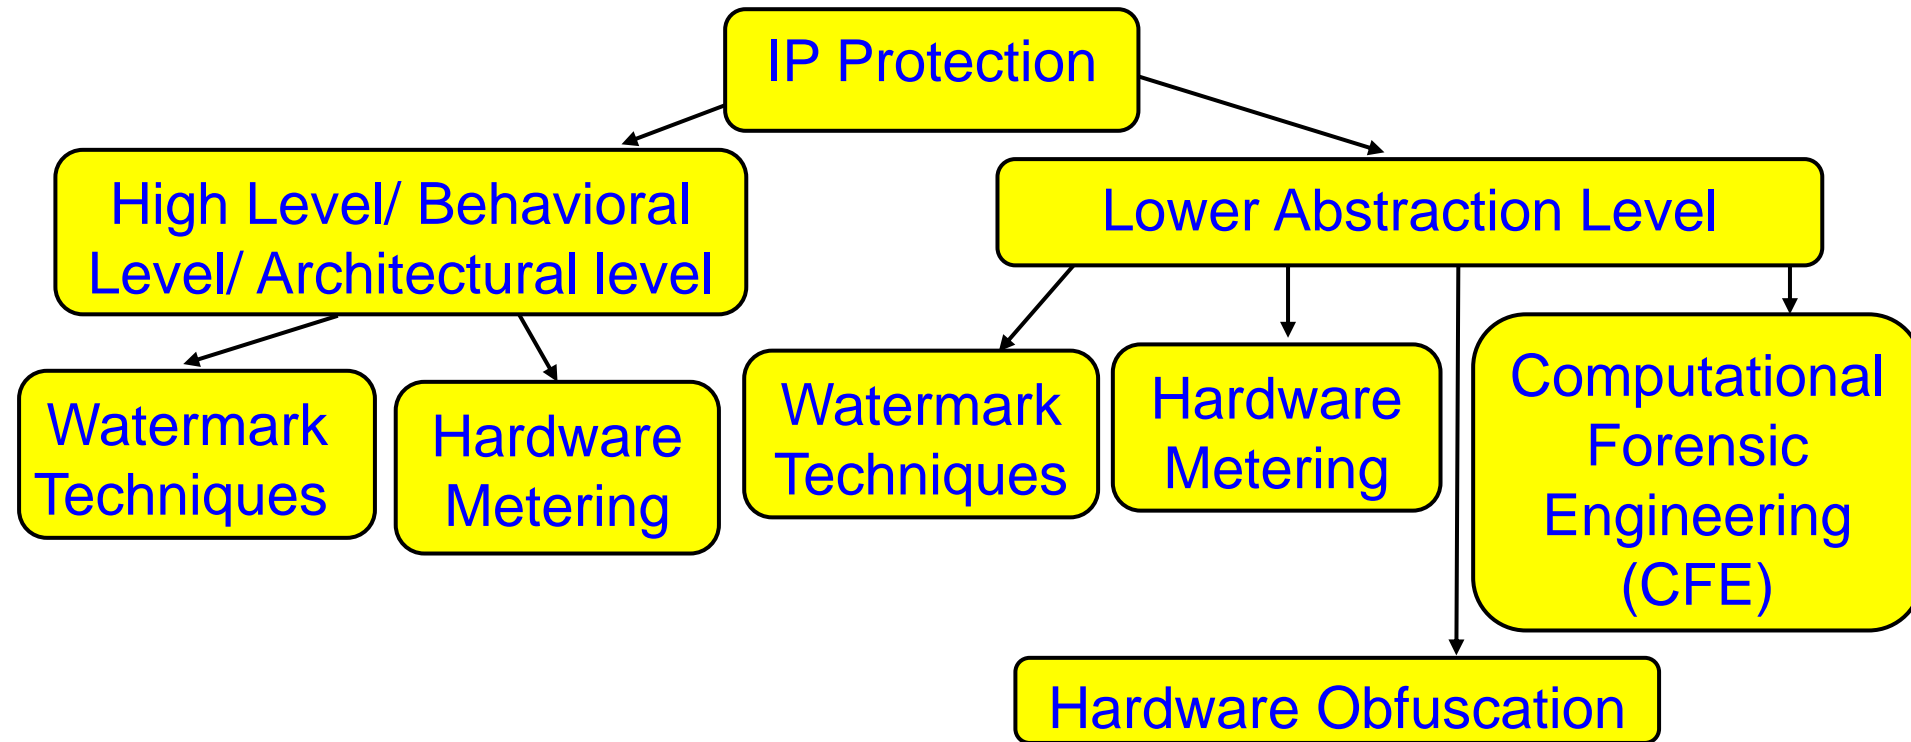 IP Protection
High Level/ Behavioral
Level/ Architectural level
Lower Abstraction Level
Watermark
Techniques
Hardware
Metering
Watermark
Techniques
Hardware
Metering
Computational
Forensic
Engineering
(CFE)
Hardware Obfuscation